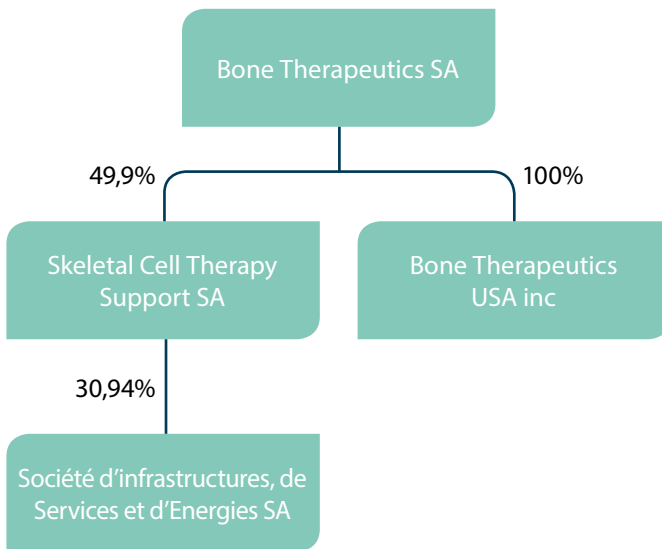 Bone Therapeutics SA
49,9%
100%
Skeletal Cell Therapy
Support SA
Bone Therapeutics
USA inc
30,94%
Société d’infrastructures, de
Services et d’Energies SA